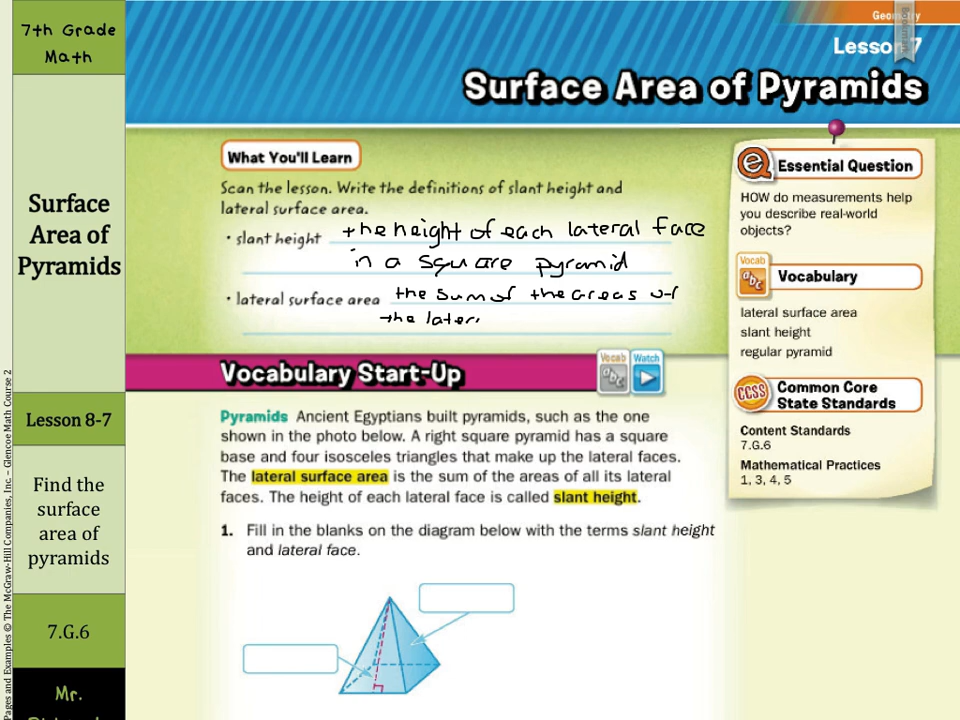 7th Grade
Math
Surface
Area of
Pyramids
Lesson 8-7
Find the
surface
area of
pyramids
7.G.6
Mr.
Pages and Examples © The McGraw-Hill Companies, Inc. – Glencoe Math Course 2
Geometry
Lesson 7
Surface Area of Pyramids
What You'll Learn
Scan the lesson. Write the definitions of slant height and
lateral surface area.
• slant height the height of each lateral face
in a square pyramid
• lateral surface area the sum of the areas of
the later
Vocabulary Start-Up
Vocab
abc
Watch
Pyramids Ancient Egyptians built pyramids, such as the one
shown in the photo below. A right square pyramid has a square
base and four isosceles triangles that make up the lateral faces.
The lateral surface area is the sum of the areas of all its lateral
faces. The height of each lateral face is called slant height.
1. Fill in the blanks on the diagram below with the terms slant height
and lateral face.
e
Essential Question
HOW do measurements help
you describe real-world
objects?
Vocab
abc
Vocabulary
lateral surface area
slant height
regular pyramid
CCSS
Common Core
State Standards
Content Standards
7.G.6
Mathematical Practices
1, 3, 4, 5